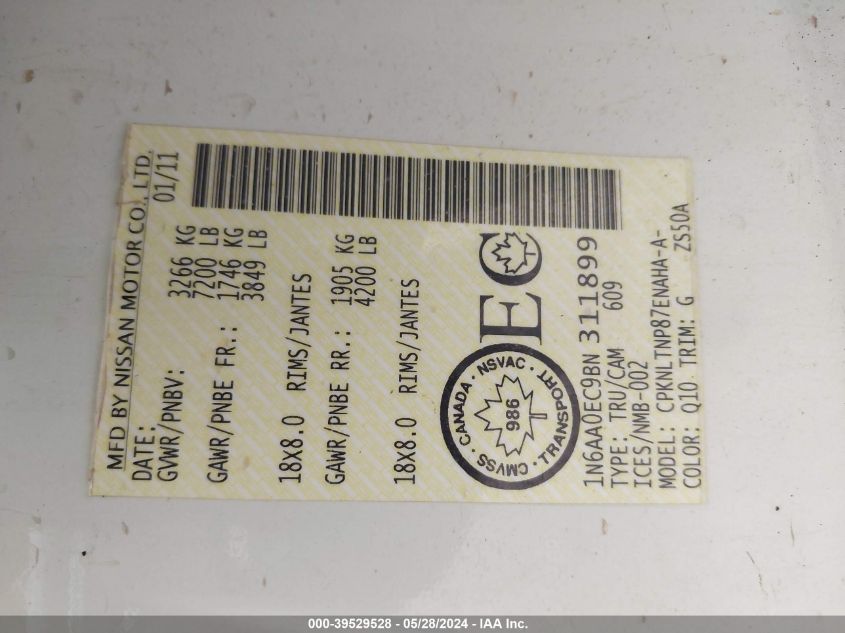 MFD BY NISSAN MOTOR CO., LTD.
DATE: 01/11
GVWR/PNBV: 3266 KG
7200 LB
GAWR/PNBE FR.: 1746 KG
3849 LB
18X8.0 RIMS/JANTES
GAWR/PNBE RR.: 1905 KG
4200 LB
18X8.0 RIMS/JANTES
CANADA · NSVAC · TRANSPORT · CMVSS ·
986
EC
1N6AA0EC9BN311899
TYPE: TRU/CAM 609
ICES/NMB-002
MODEL: CPKNLTNP87ENAHA-A-
COLOR: Q10 TRIM: G ZS50A
000-39529528 - 05/28/2024 - IAA Inc.